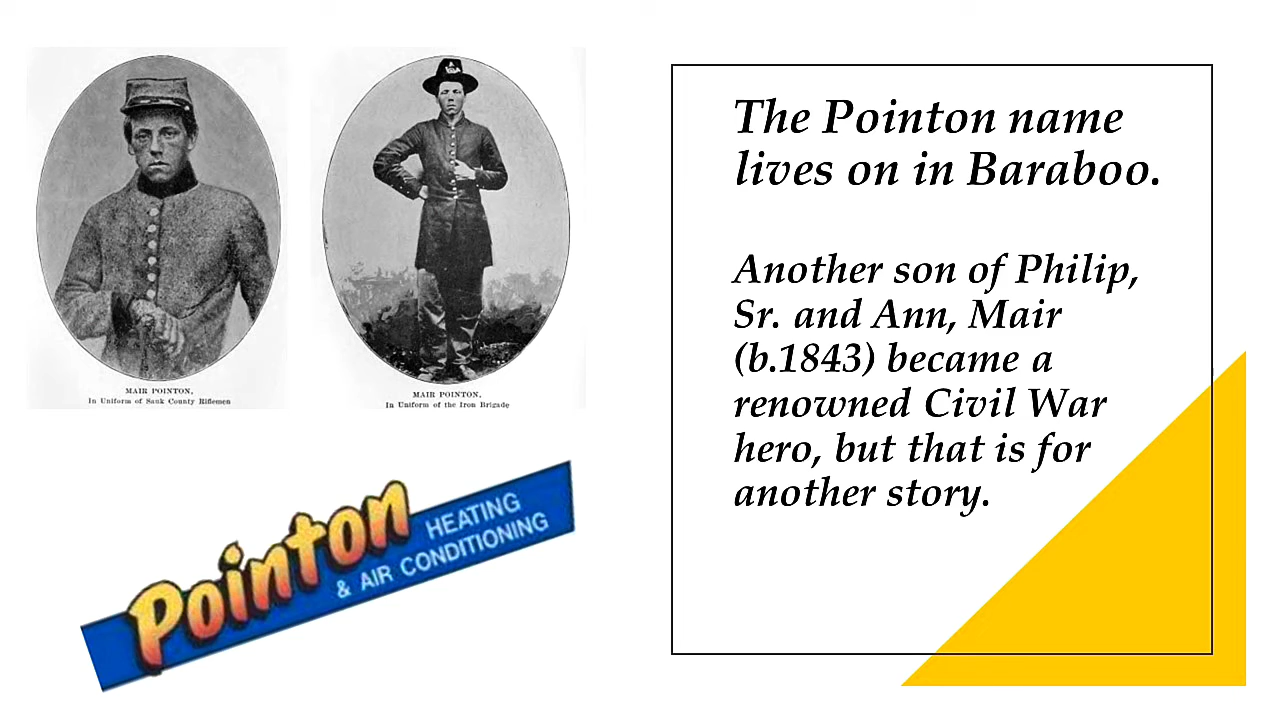 MAIR POINTON,
In Uniform of Sauk County Riflemen
MAIR POINTON,
In Uniform of the Iron Brigade
Pointon HEATING
& AIR CONDITIONING
The Pointon name
lives on in Baraboo.
Another son of Philip,
Sr. and Ann, Mair
(b.1843) became a
renowned Civil War
hero, but that is for
another story.